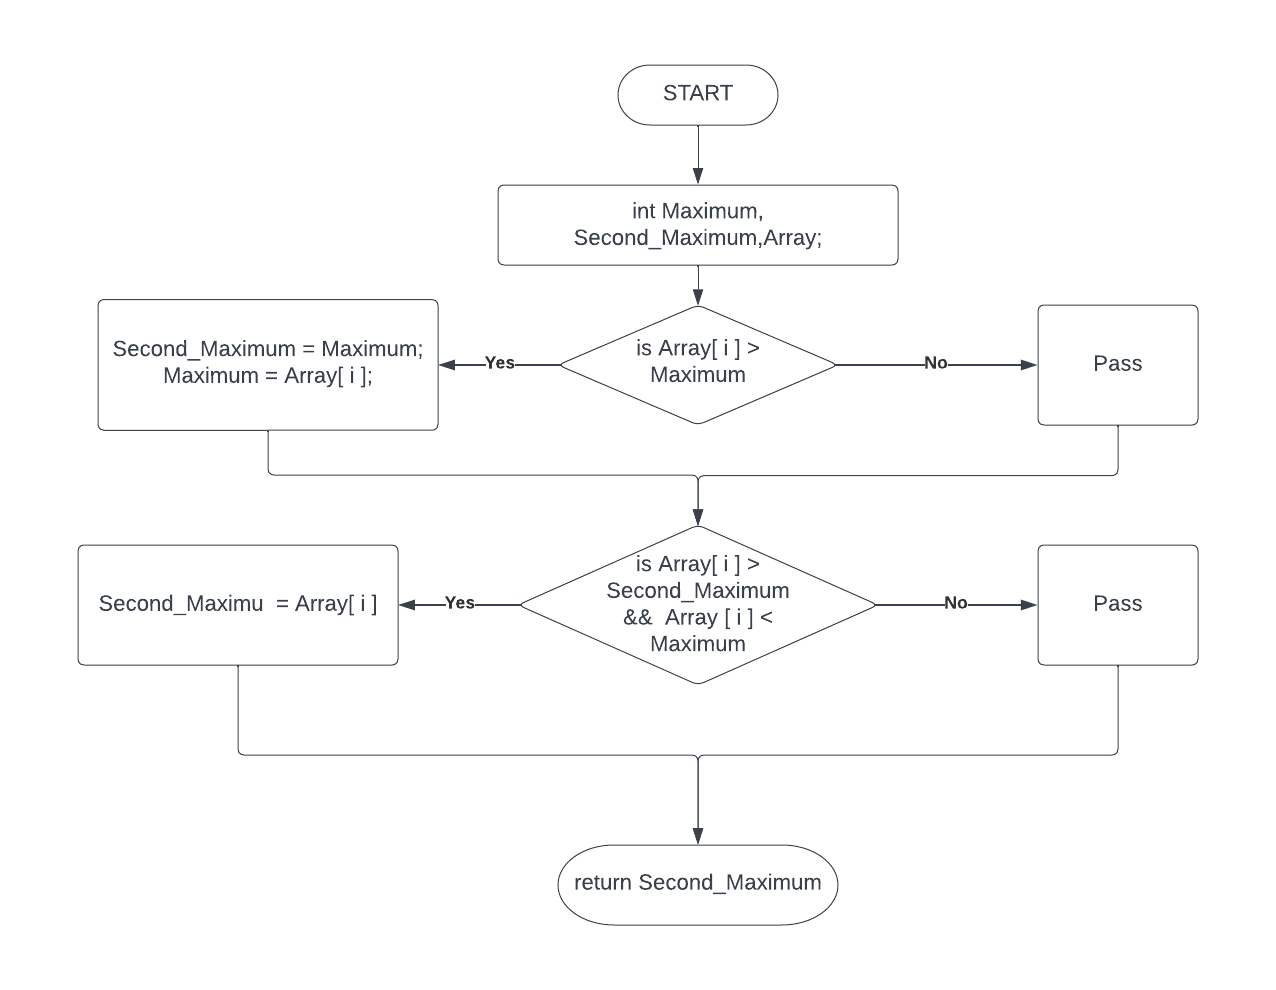 START
int Maximum,
Second_Maximum,Array;
Second_Maximum = Maximum;
Maximum = Array[ i ];
Yes
is Array[ i ] >
Maximum
No
Pass
Second_Maximu  = Array[ i ]
Yes
is Array[ i ] >
Second_Maximum
&&  Array [ i ] <
Maximum
No
Pass
return Second_Maximum